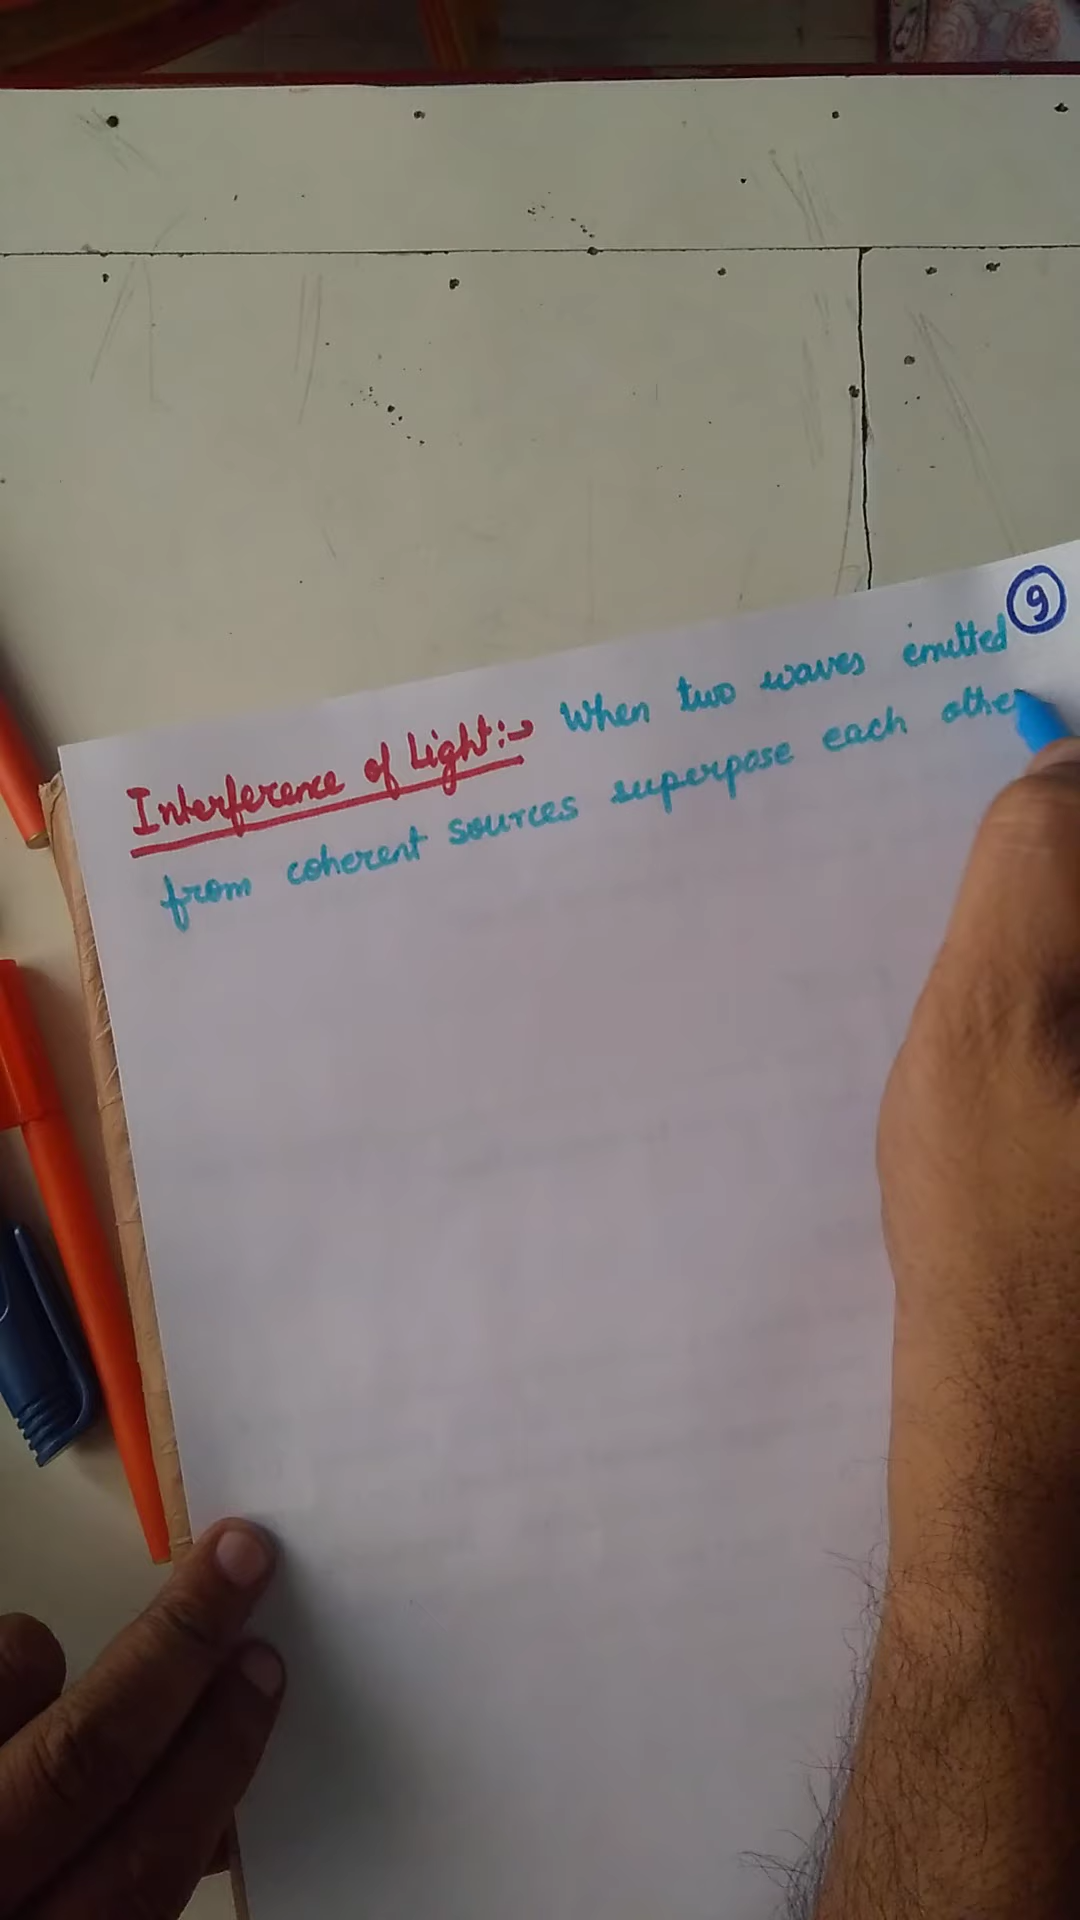 9
Interference of Light:→ When two waves emitted
from coherent sources superpose each othe